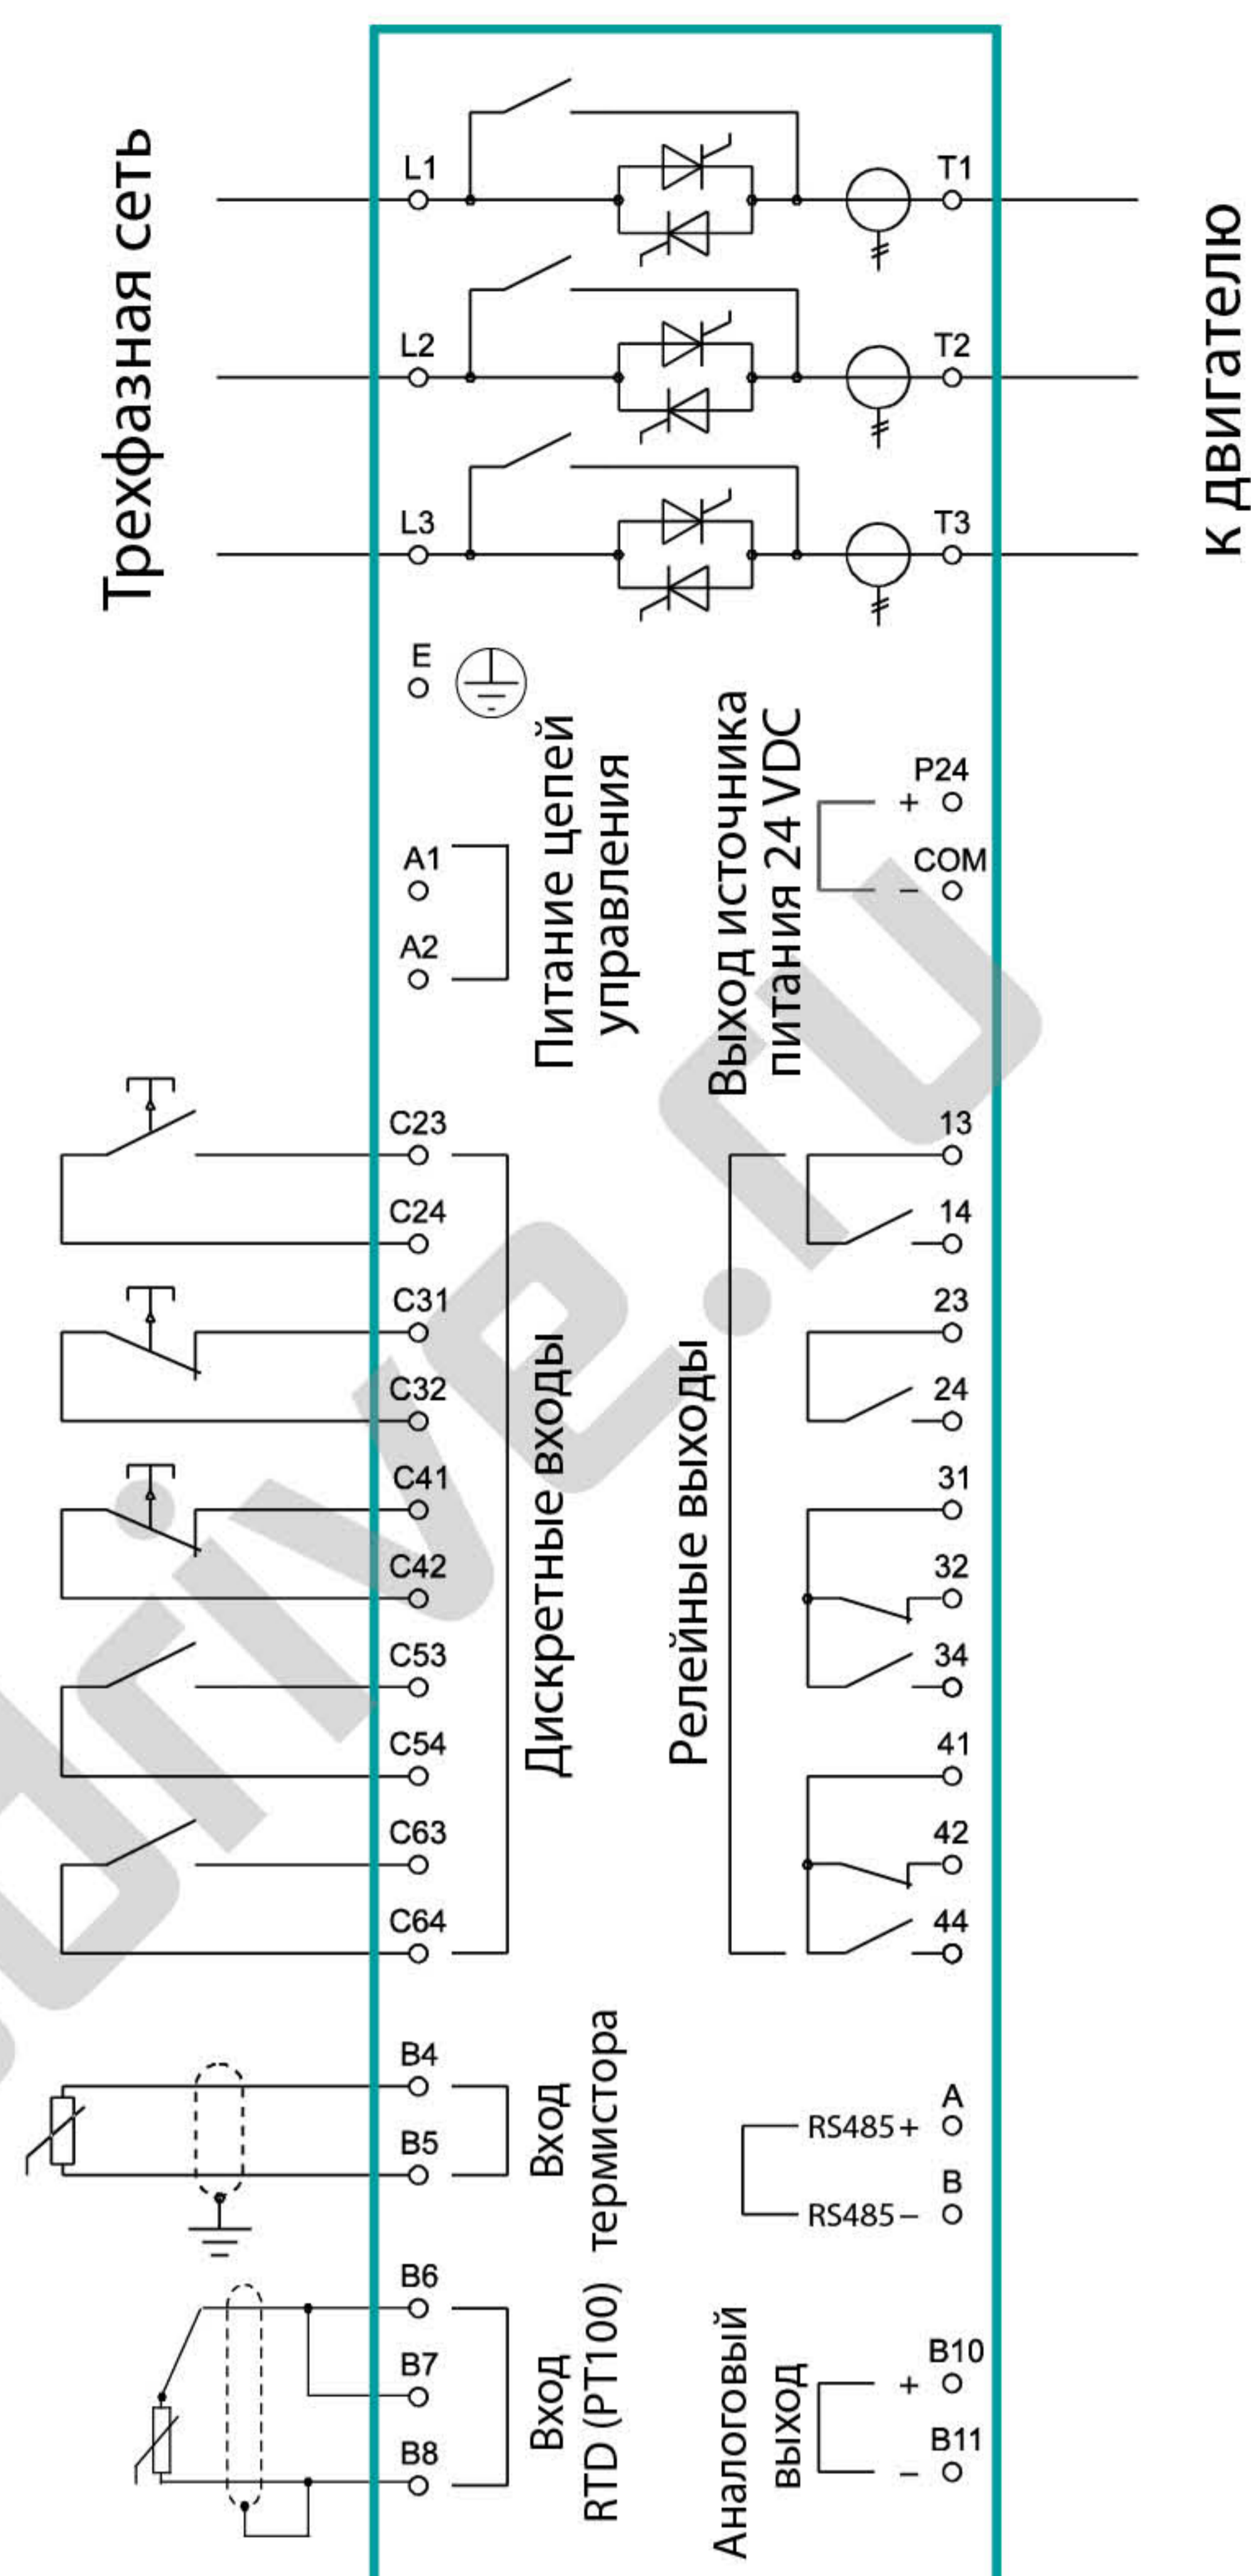 Трехфазная сеть
L1
T1
L2
T2
L3
T3
к двигателю
E
Питание цепей
управления
A1
A2
Выход источника
питания 24 VDC
P24
+
COM
–
C23
C24
C31
C32
C41
C42
C53
C54
C63
C64
Дискретные входы
Релейные выходы
13
14
23
24
31
32
34
41
42
44
B4
B5
Вход
термистора
A
RS485+
B
RS485–
B6
B7
B8
Вход
RTD (PT100)
Аналоговый
выход
B10
+
B11
–
drive.ru